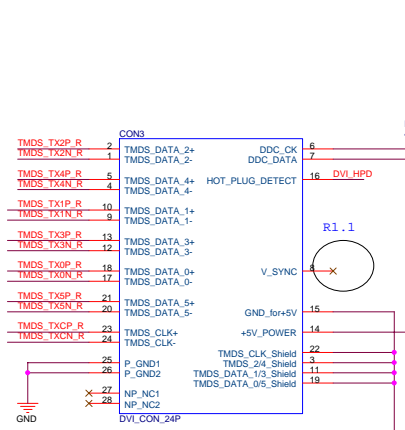 CON3
TMDS_TX2P_R 2 TMDS_DATA_2+ DDC_CK 6
TMDS_TX2N_R 1 TMDS_DATA_2- DDC_DATA 7
TMDS_TX4P_R 5 TMDS_DATA_4+ HOT_PLUG_DETECT 16 DVI_HPD
TMDS_TX4N_R 4 TMDS_DATA_4-
TMDS_TX1P_R 10 TMDS_DATA_1+
TMDS_TX1N_R 9 TMDS_DATA_1-
R1.1
TMDS_TX3P_R 13 TMDS_DATA_3+
TMDS_TX3N_R 12 TMDS_DATA_3-
TMDS_TX0P_R 18 TMDS_DATA_0+ V_SYNC 8
TMDS_TX0N_R 17 TMDS_DATA_0-
TMDS_TX5P_R 21 TMDS_DATA_5+
TMDS_TX5N_R 20 TMDS_DATA_5- GND_for+5V 15
TMDS_TXCP_R 23 TMDS_CLK+ +5V_POWER 14
TMDS_TXCN_R 24 TMDS_CLK-
TMDS_CLK_Shield 22
25 P_GND1 TMDS_2/4_Shield 3
26 P_GND2 TMDS_DATA_1/3_Shield 11
TMDS_DATA_0/5_Shield 19
27 NP_NC1
28 NP_NC2
GND DVI_CON_24P